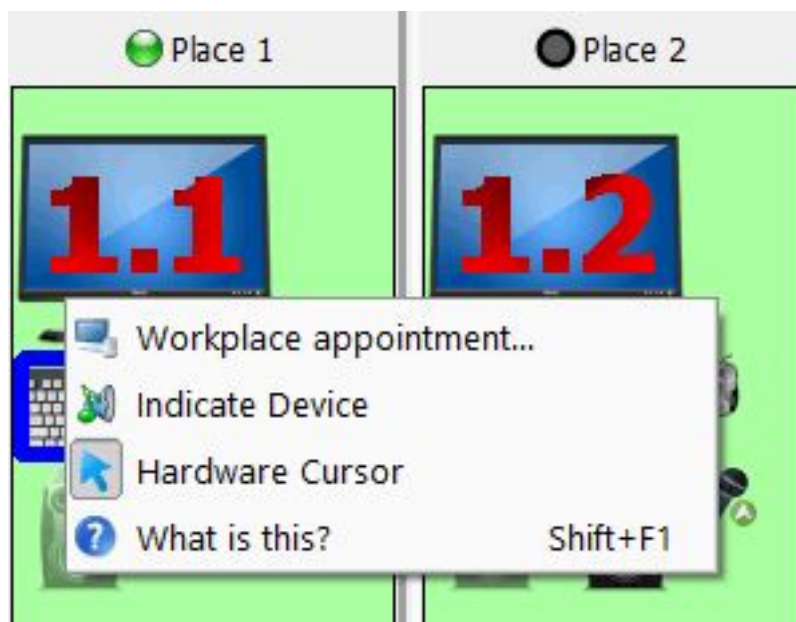 Place 1
Place 2
1.1
1.2
Workplace appointment...
Indicate Device
Hardware Cursor
What is this? Shift+F1